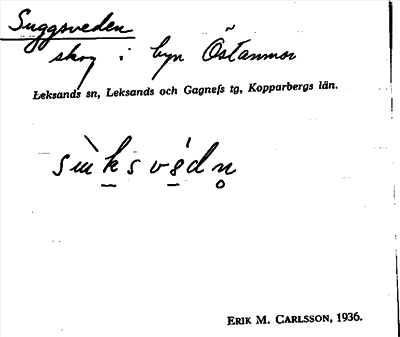 Suggsveden
skog i byn Östanmor
Leksands sn, Leksands och Gagnefs tg, Kopparbergs län.
ERIK M. CARLSSON, 1936.